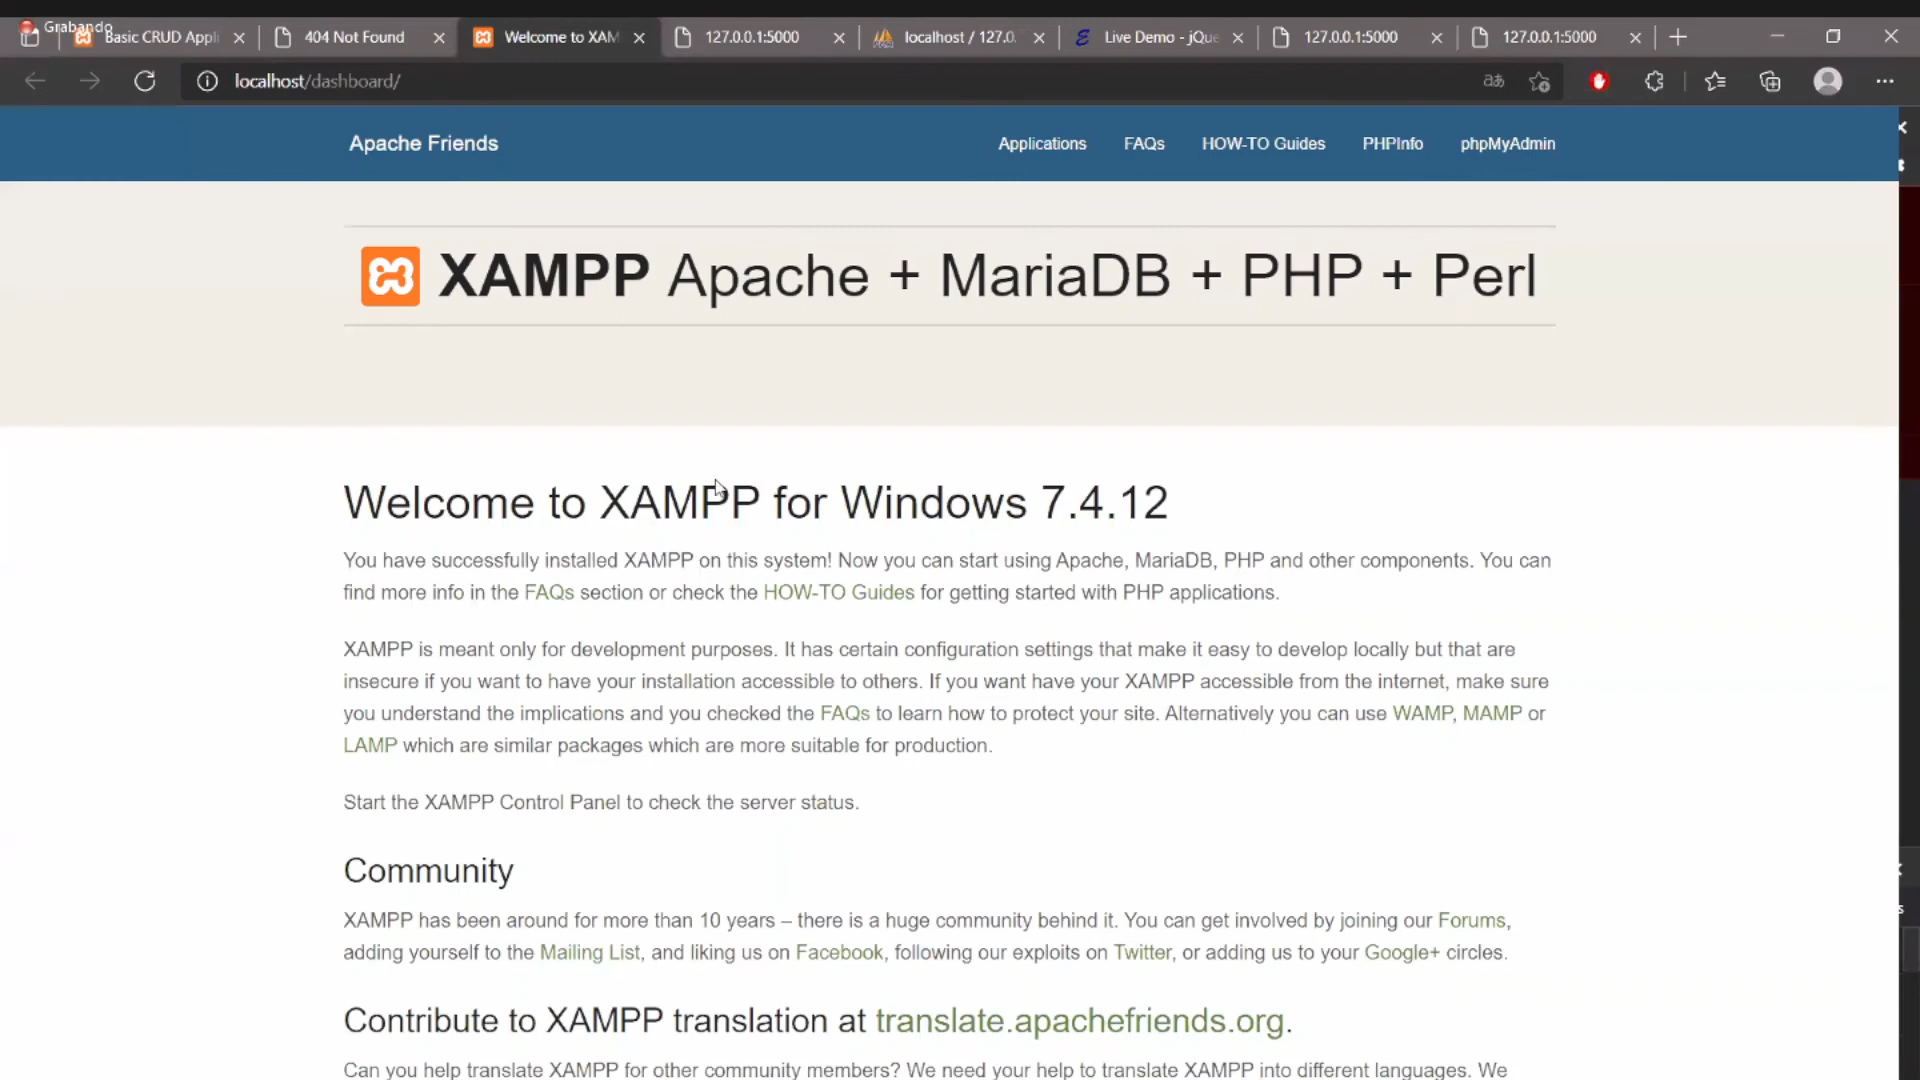 Grabando
Basic CRUD Appli
404 Not Found
Welcome to XAM
127.0.0.1:5000
localhost / 127.0.
Live Demo - jQue
127.0.0.1:5000
127.0.0.1:5000
localhost/dashboard/
Apache Friends
Applications
FAQs
HOW-TO Guides
PHPInfo
phpMyAdmin
XAMPP Apache + MariaDB + PHP + Perl
Welcome to XAMPP for Windows 7.4.12
You have successfully installed XAMPP on this system! Now you can start using Apache, MariaDB, PHP and other components. You can
find more info in the FAQs section or check the HOW-TO Guides for getting started with PHP applications.
XAMPP is meant only for development purposes. It has certain configuration settings that make it easy to develop locally but that are
insecure if you want to have your installation accessible to others. If you want have your XAMPP accessible from the internet, make sure
you understand the implications and you checked the FAQs to learn how to protect your site. Alternatively you can use WAMP, MAMP or
LAMP which are similar packages which are more suitable for production.
Start the XAMPP Control Panel to check the server status.
Community
XAMPP has been around for more than 10 years – there is a huge community behind it. You can get involved by joining our Forums,
adding yourself to the Mailing List, and liking us on Facebook, following our exploits on Twitter, or adding us to your Google+ circles.
Contribute to XAMPP translation at translate.apachefriends.org.
Can you help translate XAMPP for other community members? We need your help to translate XAMPP into different languages. We